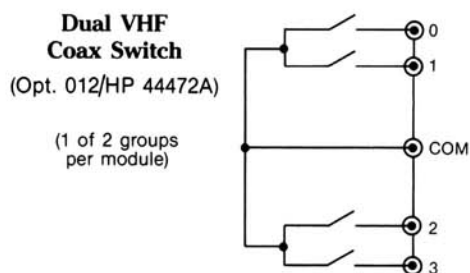 Dual VHF
Coax Switch
(Opt. 012/HP 44472A)
(1 of 2 groups
per module)
0
1
COM
2
3